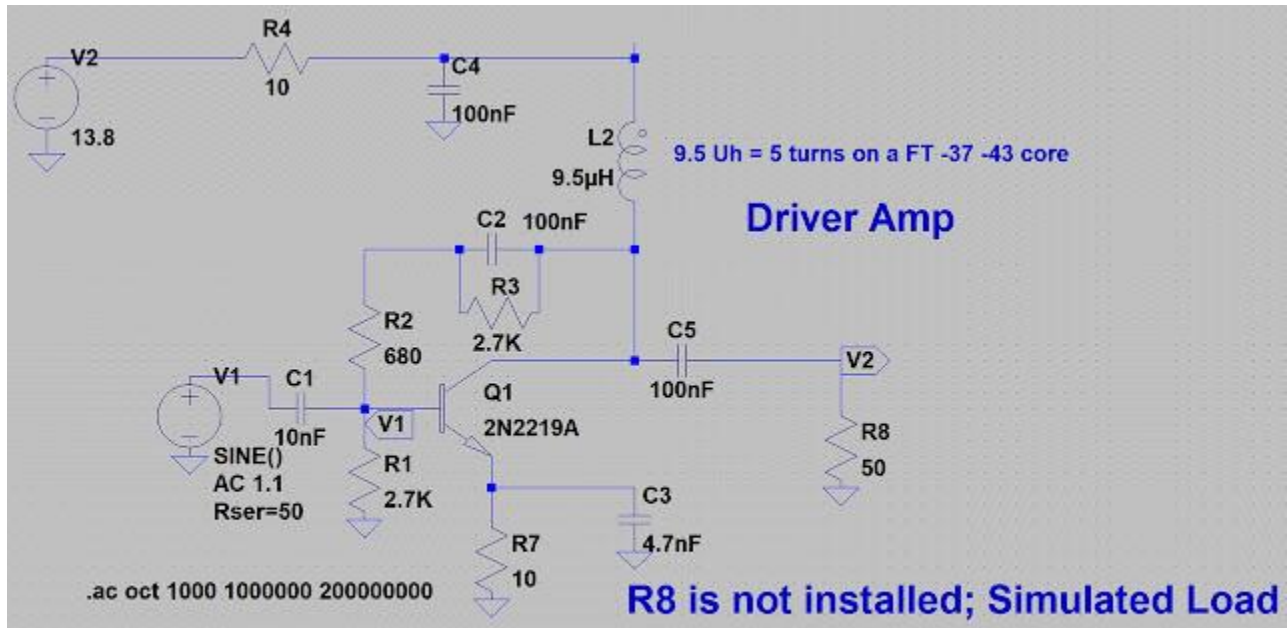 R4
V2
10
C4
13.8
100nF
L2
9.5 Uh = 5 turns on a FT -37 -43 core
9.5µH
Driver Amp
C2
100nF
R3
R2
680
2.7K
C5
V2
100nF
V1
C1
Q1
10nF
V1
2N2219A
R8
SINE()
50
AC 1.1
R1
Rser=50
2.7K
C3
R7
4.7nF
10
.ac oct 1000 1000000 200000000
R8 is not installed; Simulated Load